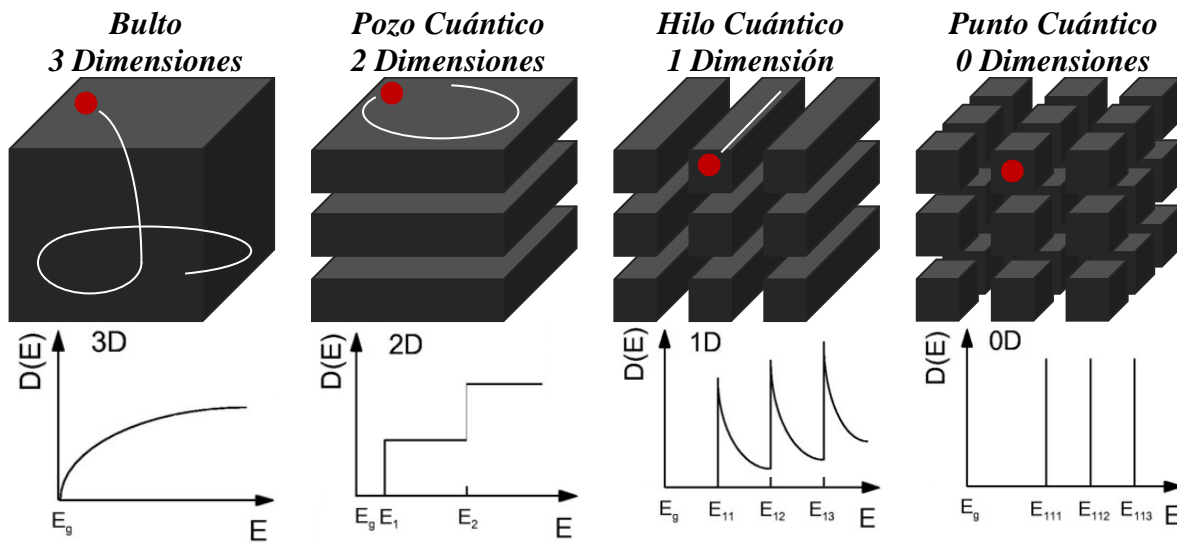 Bulto
3 Dimensiones
Pozo Cuántico
2 Dimensiones
Hilo Cuántico
1 Dimensión
Punto Cuántico
0 Dimensiones
3D
D(E)
E_g
E
2D
D(E)
E_g E_1 E_2
E
1D
D(E)
E_g E_11 E_12 E_13
E
0D
D(E)
E_g E_111 E_112 E_113
E